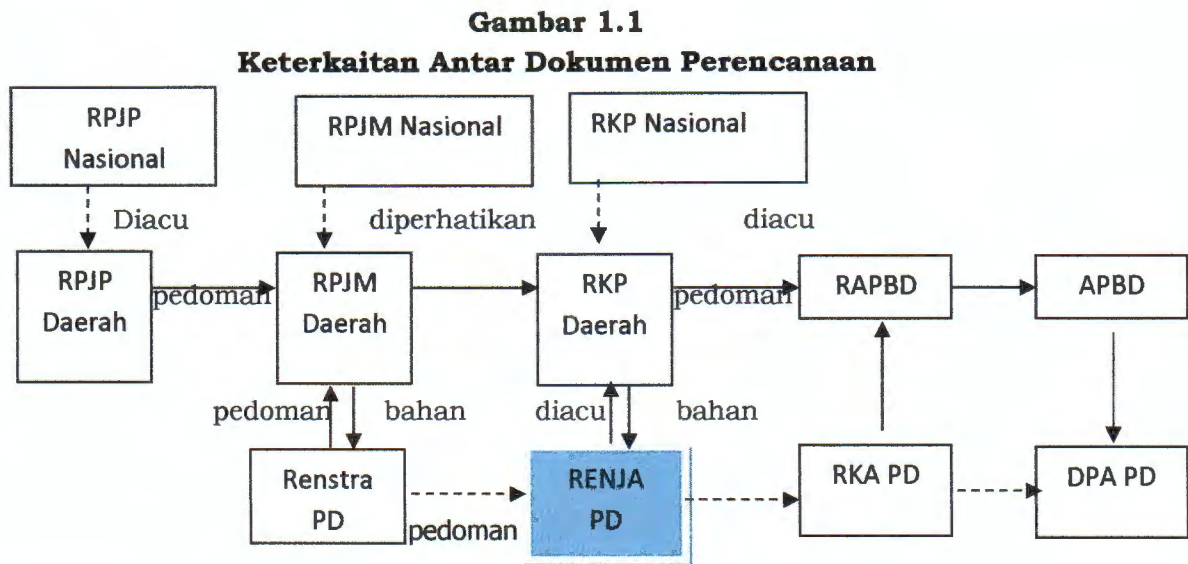 Gambar 1.1
Keterkaitan Antar Dokumen Perencanaan
RPJP
Nasional
RPJM Nasional
RKP Nasional
Diacu
diperhatikan
diacu
RPJP
Daerah
pedoman
RPJM
Daerah
RKP
Daerah
pedoman
RAPBD
APBD
pedoman
bahan
diacu
bahan
Renstra
PD
pedoman
RENJA
PD
RKA PD
DPA PD